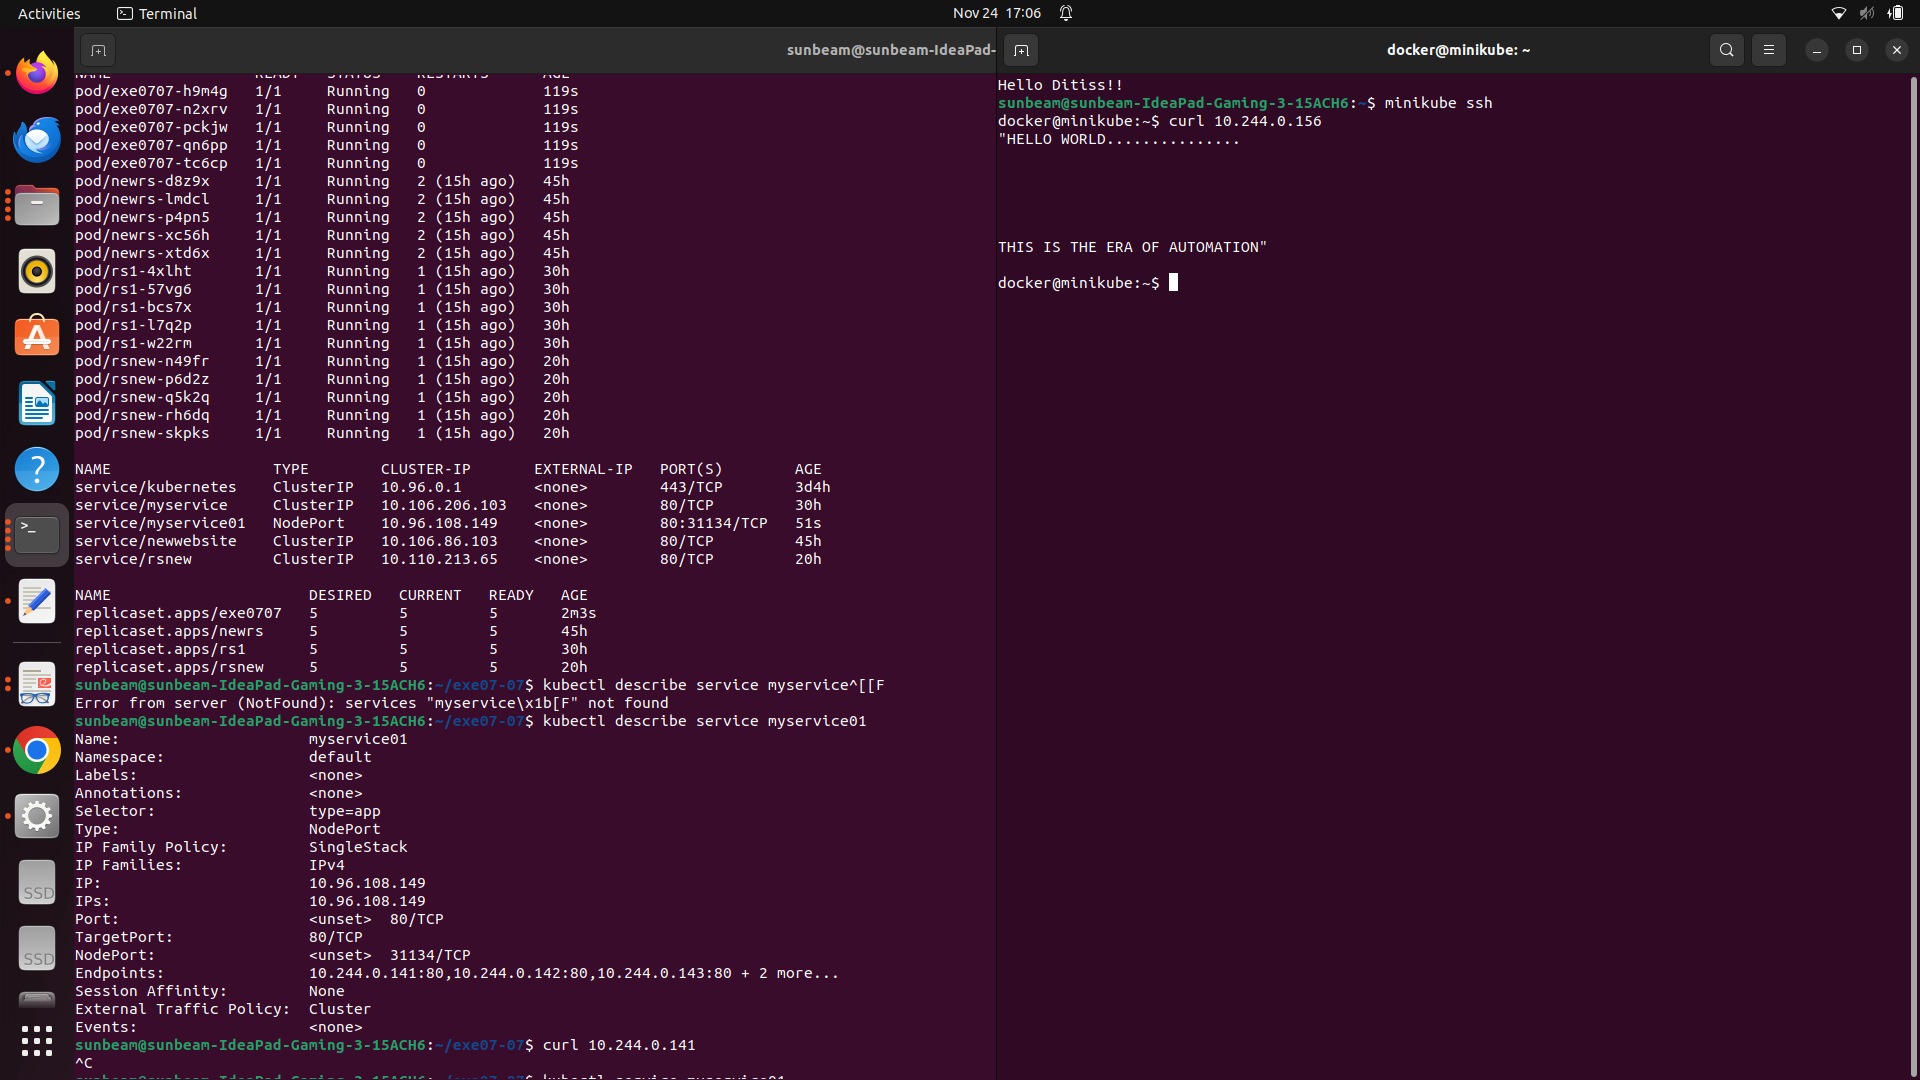 Activities
Terminal
Nov 24 17:06
sunbeam@sunbeam-IdeaPad-
NAME READY STATUS RESTARTS AGE
pod/exe0707-h9m4g 1/1 Running 0 119s
pod/exe0707-n2xrv 1/1 Running 0 119s
pod/exe0707-pckjw 1/1 Running 0 119s
pod/exe0707-qn6pp 1/1 Running 0 119s
pod/exe0707-tc6cp 1/1 Running 0 119s
pod/newrs-d8z9x 1/1 Running 2 (15h ago) 45h
pod/newrs-lmdcl 1/1 Running 2 (15h ago) 45h
pod/newrs-p4pn5 1/1 Running 2 (15h ago) 45h
pod/newrs-xc56h 1/1 Running 2 (15h ago) 45h
pod/newrs-xtd6x 1/1 Running 2 (15h ago) 45h
pod/rs1-4xlht 1/1 Running 1 (15h ago) 30h
pod/rs1-57vg6 1/1 Running 1 (15h ago) 30h
pod/rs1-bcs7x 1/1 Running 1 (15h ago) 30h
pod/rs1-l7q2p 1/1 Running 1 (15h ago) 30h
pod/rs1-w22rm 1/1 Running 1 (15h ago) 30h
pod/rsnew-n49fr 1/1 Running 1 (15h ago) 20h
pod/rsnew-p6d2z 1/1 Running 1 (15h ago) 20h
pod/rsnew-q5k2q 1/1 Running 1 (15h ago) 20h
pod/rsnew-rh6dq 1/1 Running 1 (15h ago) 20h
pod/rsnew-skpks 1/1 Running 1 (15h ago) 20h
NAME TYPE CLUSTER-IP EXTERNAL-IP PORT(S) AGE
service/kubernetes ClusterIP 10.96.0.1 <none> 443/TCP 3d4h
service/myservice ClusterIP 10.106.206.103 <none> 80/TCP 30h
service/myservice01 NodePort 10.96.108.149 <none> 80:31134/TCP 51s
service/newwebsite ClusterIP 10.106.86.103 <none> 80/TCP 45h
service/rsnew ClusterIP 10.110.213.65 <none> 80/TCP 20h
NAME DESIRED CURRENT READY AGE
replicaset.apps/exe0707 5 5 5 2m3s
replicaset.apps/newrs 5 5 5 45h
replicaset.apps/rs1 5 5 5 30h
replicaset.apps/rsnew 5 5 5 20h
sunbeam@sunbeam-IdeaPad-Gaming-3-15ACH6:~/exe07-07$ kubectl describe service myservice^[[F
Error from server (NotFound): services "myservice\x1b[F" not found
sunbeam@sunbeam-IdeaPad-Gaming-3-15ACH6:~/exe07-07$ kubectl describe service myservice01
Name: myservice01
Namespace: default
Labels: <none>
Annotations: <none>
Selector: type=app
Type: NodePort
IP Family Policy: SingleStack
IP Families: IPv4
IP: 10.96.108.149
IPs: 10.96.108.149
Port: <unset> 80/TCP
TargetPort: 80/TCP
NodePort: <unset> 31134/TCP
Endpoints: 10.244.0.141:80,10.244.0.142:80,10.244.0.143:80 + 2 more...
Session Affinity: None
External Traffic Policy: Cluster
Events: <none>
sunbeam@sunbeam-IdeaPad-Gaming-3-15ACH6:~/exe07-07$ curl 10.244.0.141
^C
sunbeam@sunbeam-IdeaPad-Gaming-3-15ACH6:~/exe07-07$ kubectl service myservice01
docker@minikube: ~
Hello Ditiss!!
sunbeam@sunbeam-IdeaPad-Gaming-3-15ACH6:~$ minikube ssh
docker@minikube:~$ curl 10.244.0.156
"HELLO WORLD...............
THIS IS THE ERA OF AUTOMATION"
docker@minikube:~$
SSD
SSD